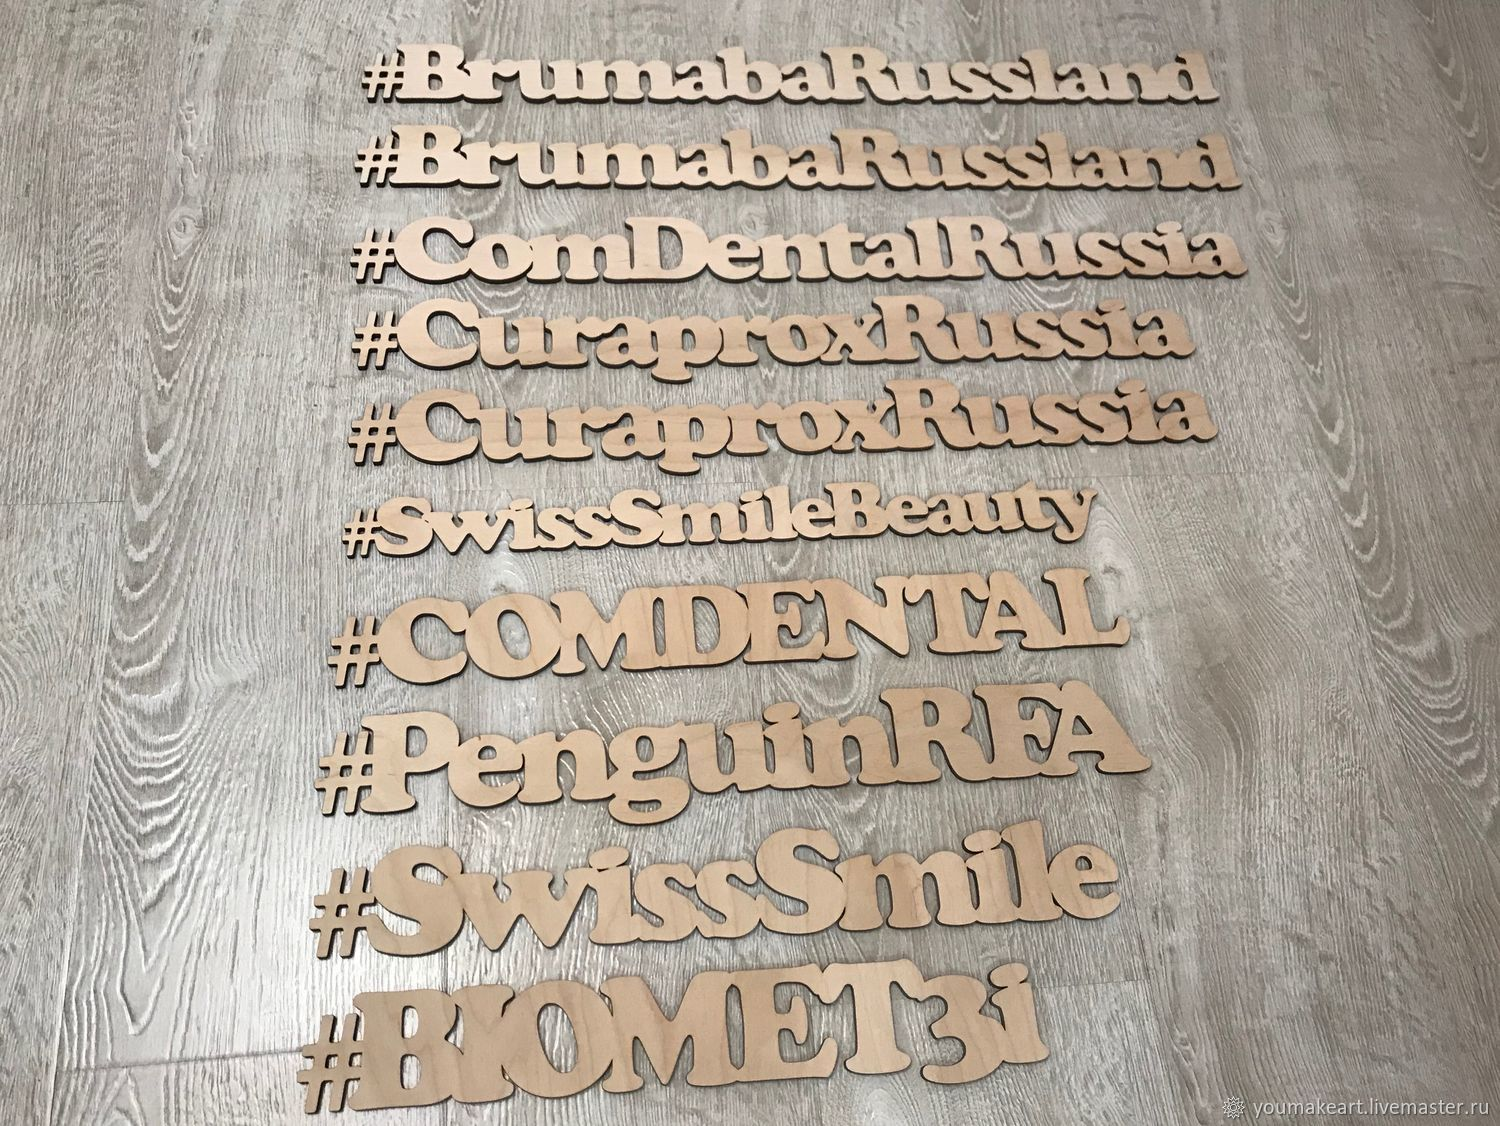 #BrumabaRussland
#BrumabaRussland
#ComDentalRussia
#CuraproxRussia
#CuraproxRussia
#SwissSmileBeauty
#COMDENTAL
#PenguinRFA
#SwissSmile
#BIOMET3i
youmakeart.livemaster.ru